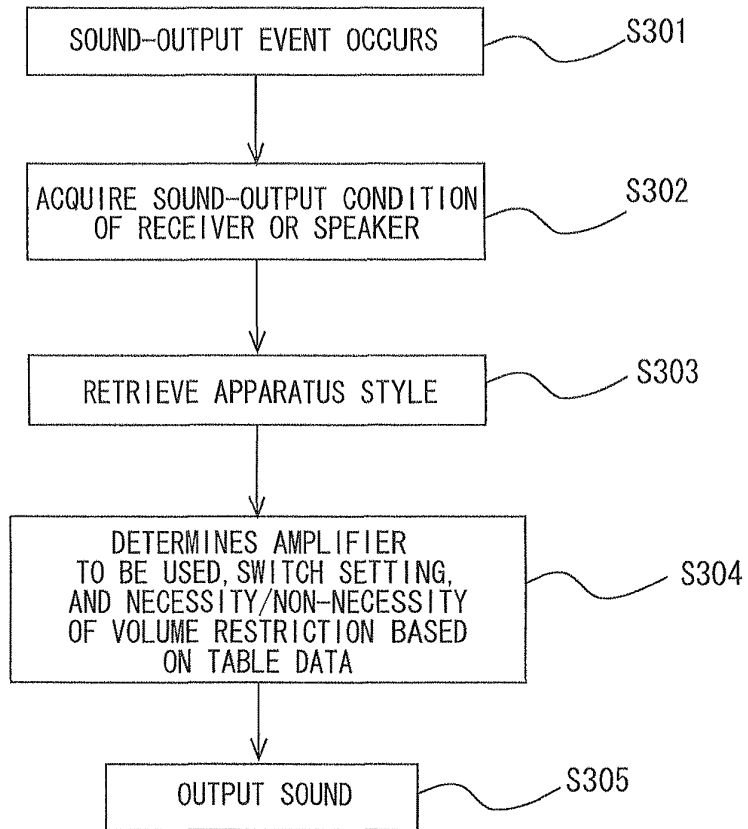 SOUND-OUTPUT EVENT OCCURS
S301
ACQUIRE SOUND-OUTPUT CONDITION
OF RECEIVER OR SPEAKER
S302
RETRIEVE APPARATUS STYLE
S303
DETERMINES AMPLIFIER
TO BE USED, SWITCH SETTING,
AND NECESSITY/NON-NECESSITY
OF VOLUME RESTRICTION BASED
ON TABLE DATA
S304
OUTPUT SOUND
S305